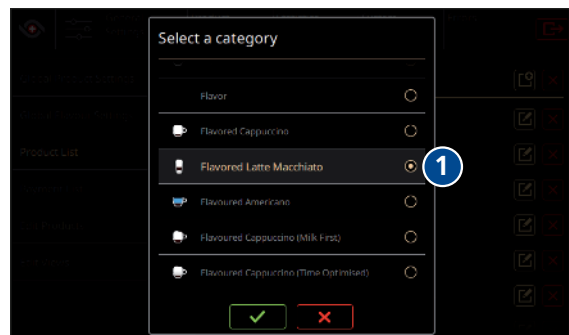 Select a category
Flavor
Flavored Cappuccino
Flavored Latte Macchiato
1
Flavoured Americano
Flavoured Cappuccino (Milk First)
Flavoured Cappuccino (Time Optimised)
Product List